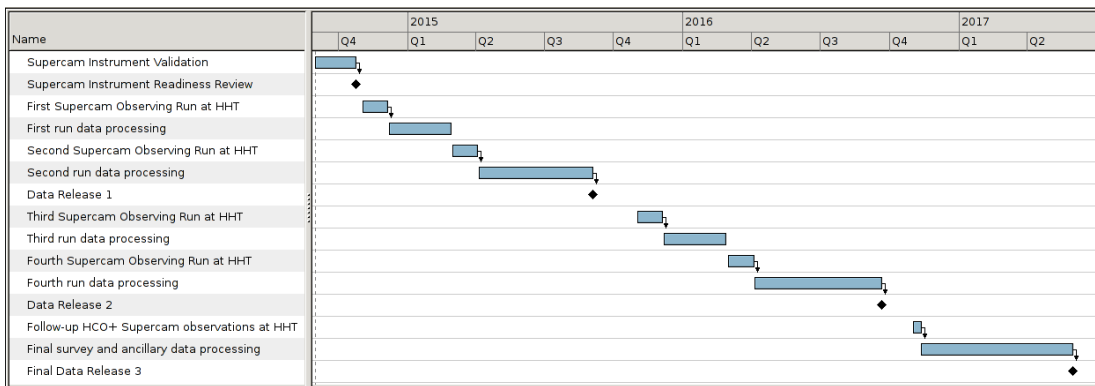 2015 2016 2017
Name Q4 Q1 Q2 Q3 Q4 Q1 Q2 Q3 Q4 Q1 Q2
Supercam Instrument Validation
Supercam Instrument Readiness Review
First Supercam Observing Run at HHT
First run data processing
Second Supercam Observing Run at HHT
Second run data processing
Data Release 1
Third Supercam Observing Run at HHT
Third run data processing
Fourth Supercam Observing Run at HHT
Fourth run data processing
Data Release 2
Follow-up HCO+ Supercam observations at HHT
Final survey and ancillary data processing
Final Data Release 3